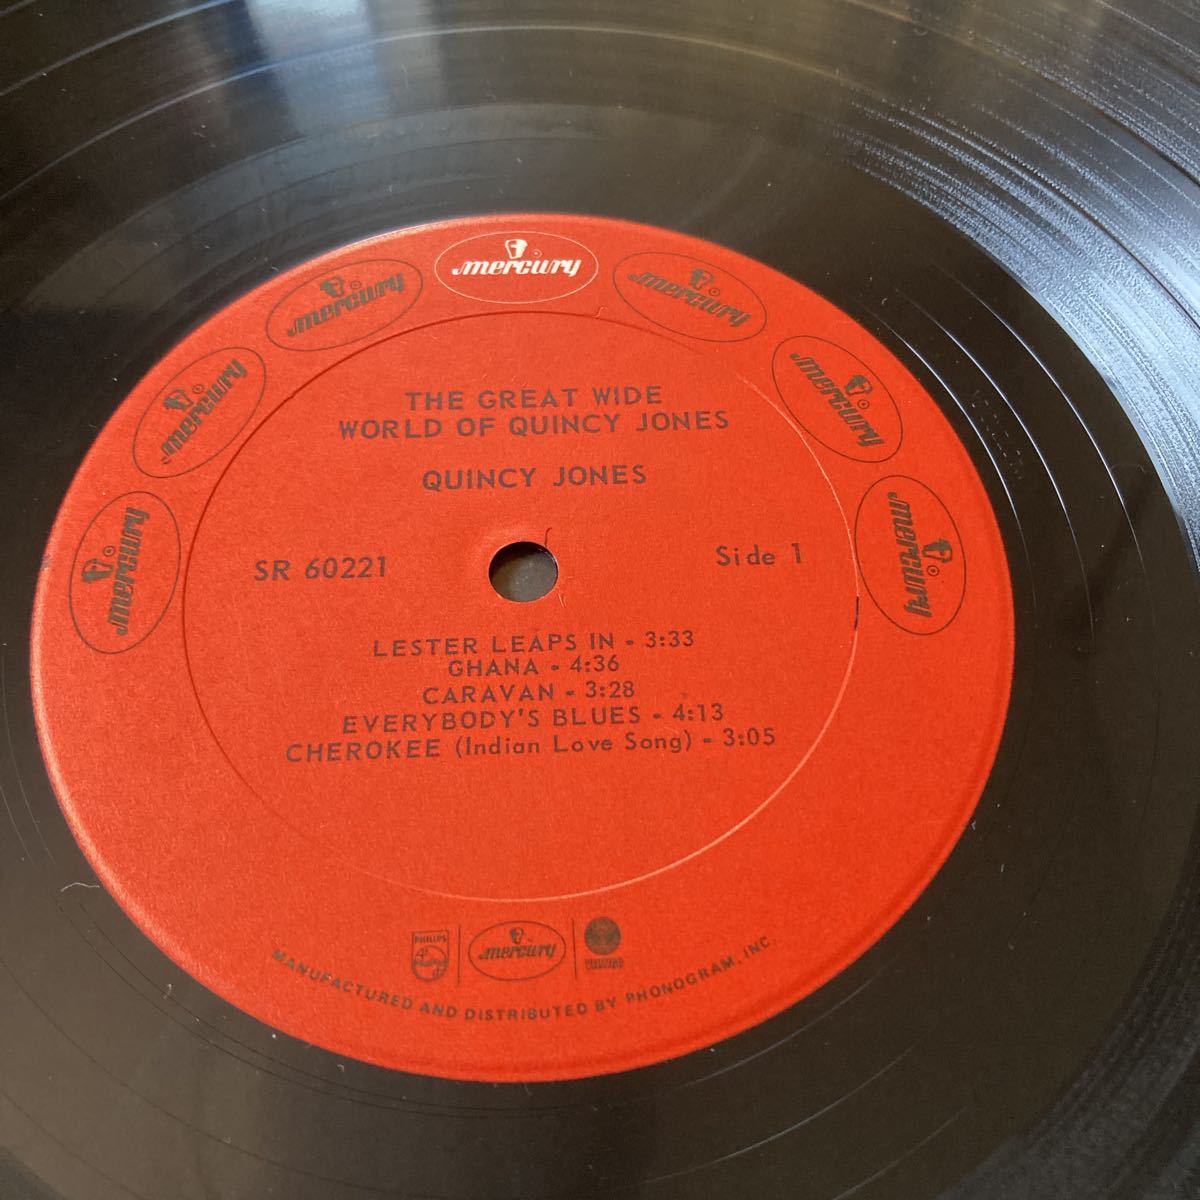 mercury
mercury
mercury
mercury
mercury
mercury
mercury
THE GREAT WIDE
WORLD OF QUINCY JONES
QUINCY JONES
SR 60221
Side 1
LESTER LEAPS IN - 3:33
GHANA - 4:36
CARAVAN - 3:28
EVERYBODY'S BLUES - 4:13
CHEROKEE (Indian Love Song) - 3:05
PHILIPS
mercury
MANUFACTURED AND DISTRIBUTED BY PHONOGRAM, INC.